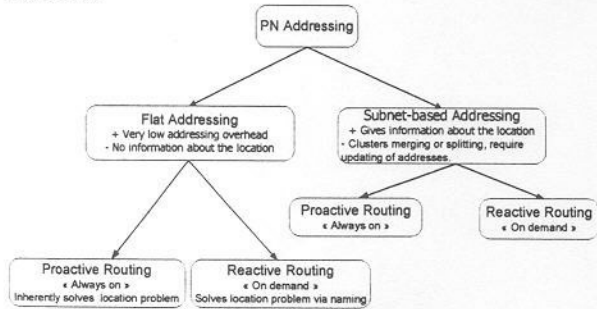 PN Addressing
Flat Addressing
+ Very low addressing overhead
- No information about the location
Subnet-based Addressing
+ Gives information about the location
- Clusters merging or splitting, require
updating of addresses.
Proactive Routing
« Always on »
Reactive Routing
« On demand »
Proactive Routing
« Always on »
Inherently solves location problem
Reactive Routing
« On demand »
Solves location problem via naming